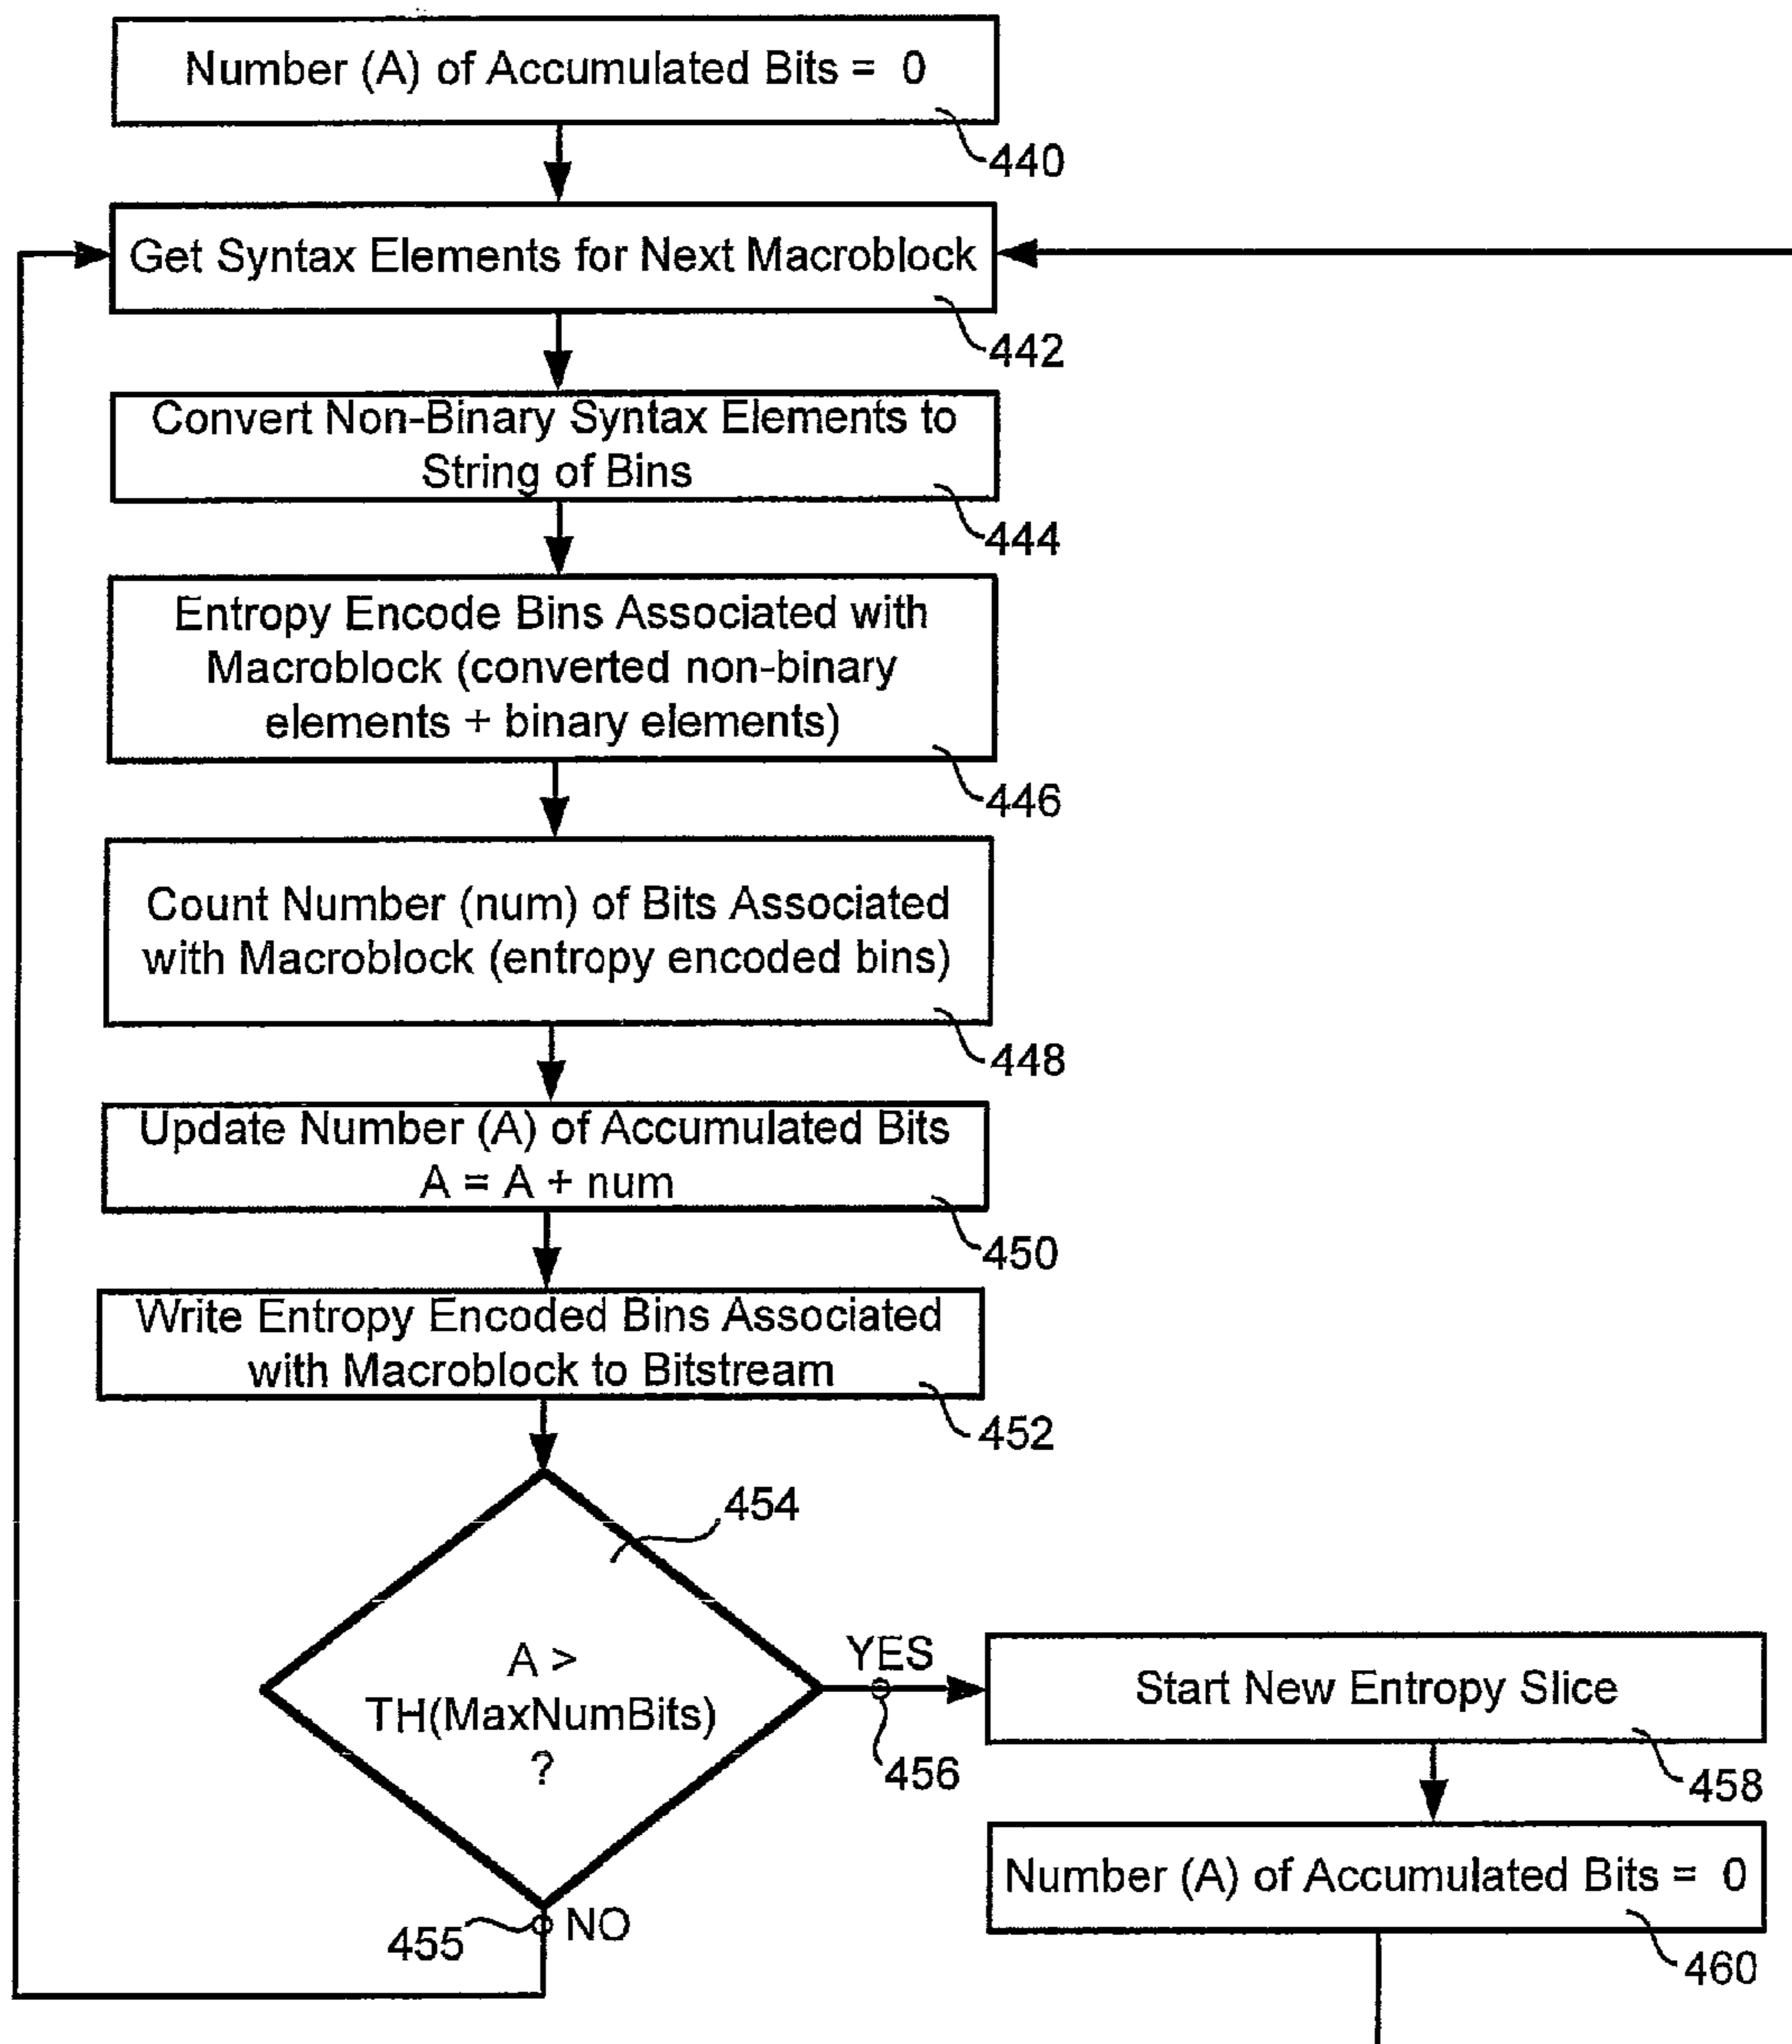 Number (A) of Accumulated Bits = 0
440
Get Syntax Elements for Next Macroblock
442
Convert Non-Binary Syntax Elements to
String of Bins
444
Entropy Encode Bins Associated with
Macroblock (converted non-binary
elements + binary elements)
446
Count Number (num) of Bits Associated
with Macroblock (entropy encoded bins)
448
Update Number (A) of Accumulated Bits
A = A + num
450
Write Entropy Encoded Bins Associated
with Macroblock to Bitstream
452
454
A >
TH(MaxNumBits)
?
YES
456
455
NO
Start New Entropy Slice
458
Number (A) of Accumulated Bits = 0
460